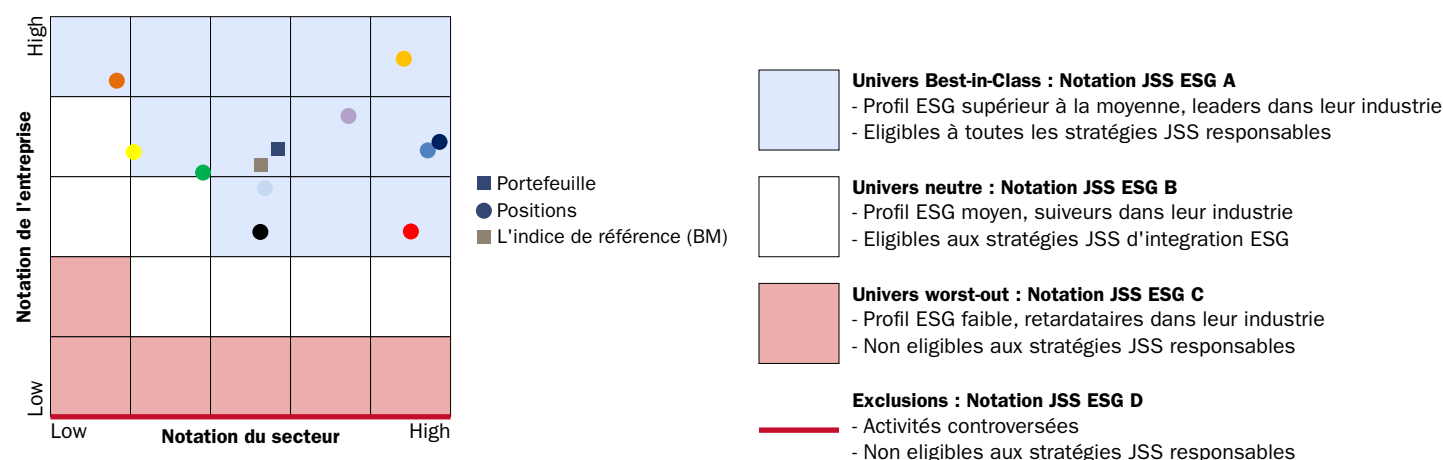 High
Notation de l'entreprise
Low
Low
Notation du secteur
High
Portefeuille
Positions
L'indice de référence (BM)
Univers Best-in-Class : Notation JSS ESG A
- Profil ESG supérieur à la moyenne, leaders dans leur industrie
- Eligibles à toutes les stratégies JSS responsables
Univers neutre : Notation JSS ESG B
- Profil ESG moyen, suiveurs dans leur industrie
- Eligibles aux stratégies JSS d'integration ESG
Univers worst-out : Notation JSS ESG C
- Profil ESG faible, retardataires dans leur industrie
- Non eligibles aux stratégies JSS responsables
Exclusions : Notation JSS ESG D
- Activités controversées
- Non eligibles aux stratégies JSS responsables